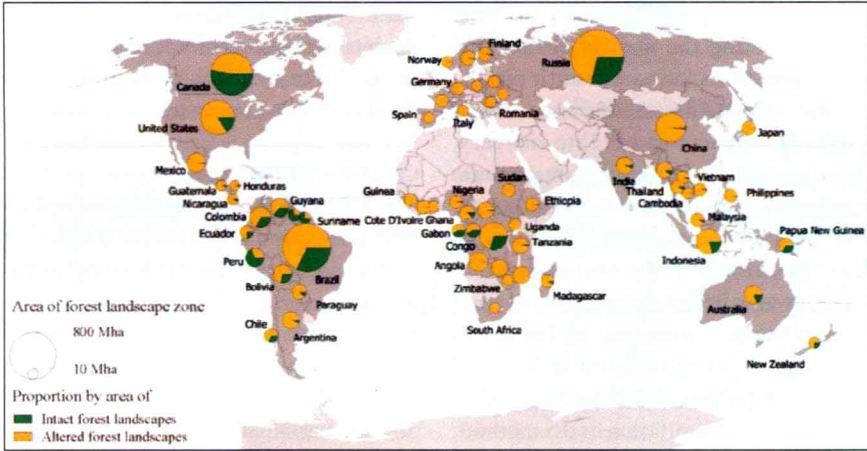 Finland
Norway
Russia
Canada
Germany
United States
Spain
Italy
Romania
China
Japan
Mexico
Guatemala
Honduras
Nicaragua
Guyana
Colombia
Suriname
Ecuador
Peru
Brazil
Bolivia
Paraguay
Chile
Argentina
Guinea
Nigeria
Sudan
Ethiopia
Cote D'Ivoire
Ghana
Gabon
Congo
Tanzania
Angola
Zimbabwe
Madagascar
South Africa
India
Vietnam
Thailand
Cambodia
Philippines
Malaysia
Papua New Guinea
Indonesia
Australia
New Zealand
Area of forest landscape zone
800 Mha
10 Mha
Proportion by area of
Intact forest landscapes
Altered forest landscapes